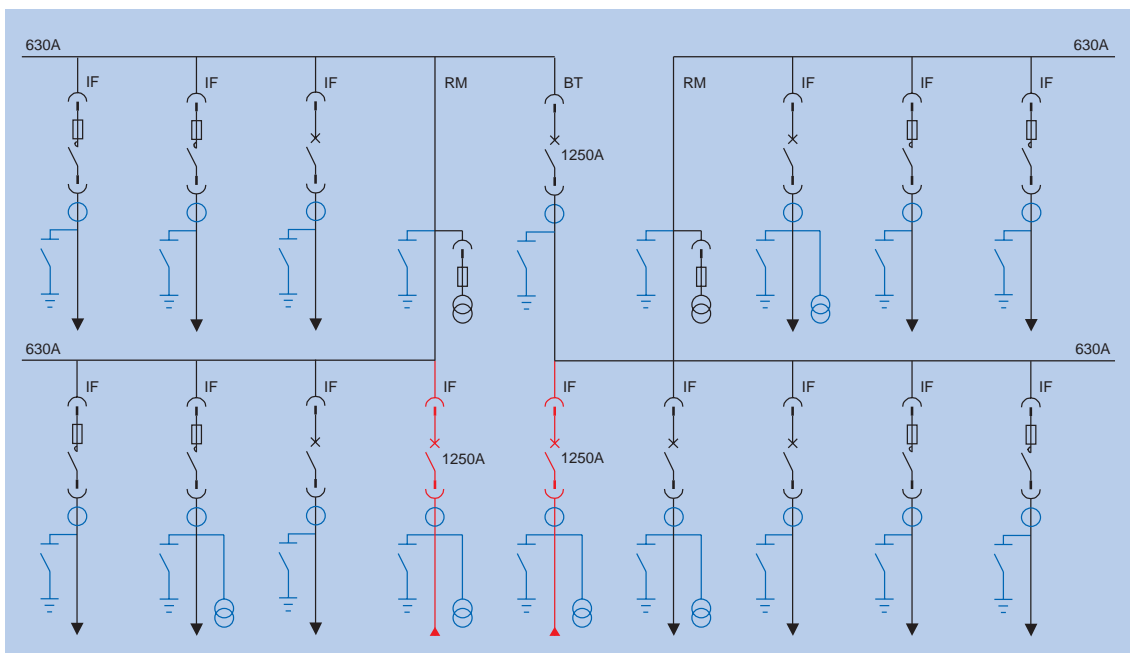 630A 630A
IF IF IF RM BT RM IF IF IF
1250A
630A 630A
IF IF IF IF IF IF IF IF IF
1250A 1250A